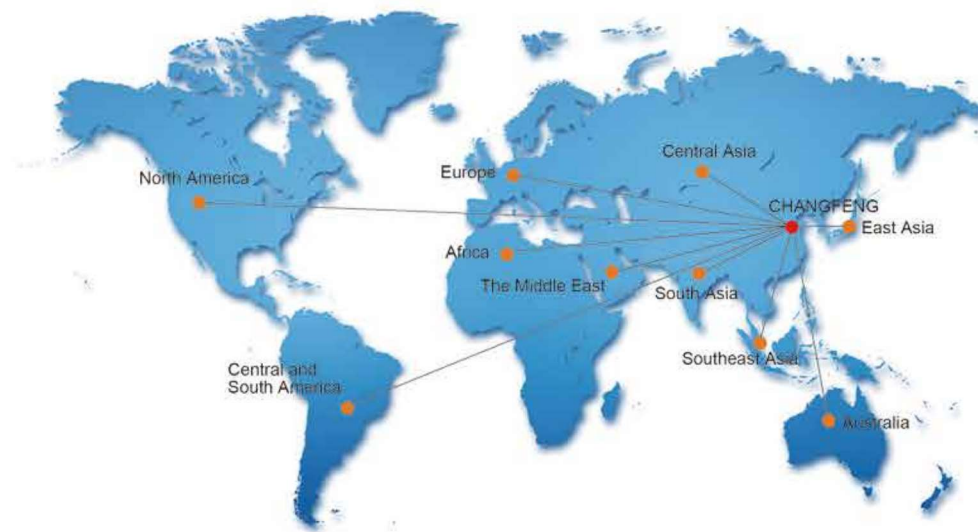 Central Asia
Europe
North America
CHANGFENG
East Asia
Africa
The Middle East
South Asia
Southeast Asia
Central and
South America
Australia